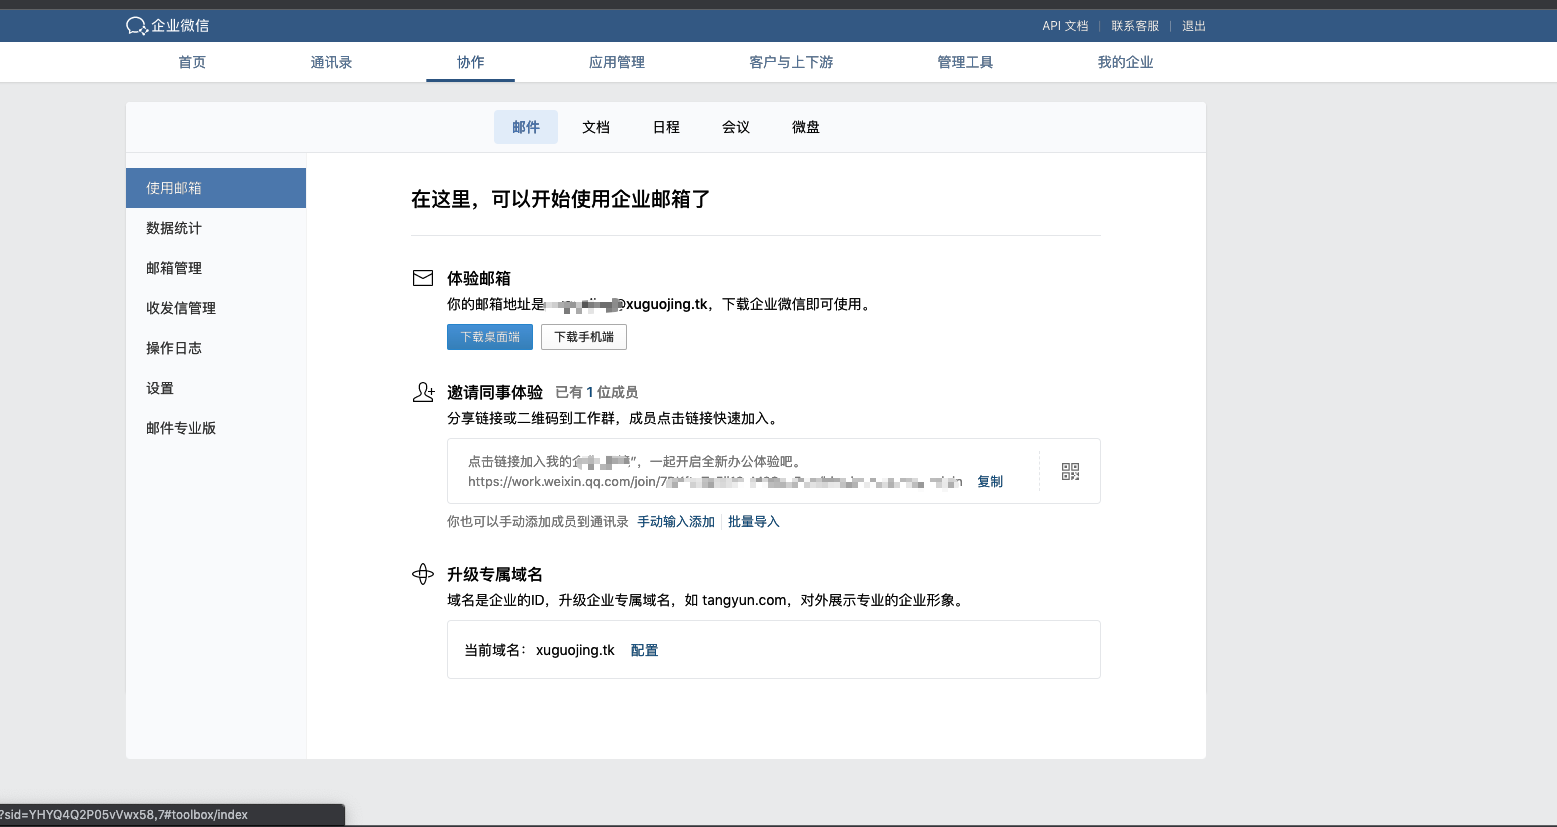 企业微信
API 文档 | 联系客服 | 退出
首页 通讯录 协作 应用管理 客户与上下游 管理工具 我的企业
邮件 文档 日程 会议 微盘
使用邮箱
数据统计
邮箱管理
收发信管理
操作日志
设置
邮件专业版
在这里，可以开始使用企业邮箱了
体验邮箱
你的邮箱地址是 @xuguojing.tk，下载企业微信即可使用。
下载桌面端 下载手机端
邀请同事体验 已有 1 位成员
分享链接或二维码到工作群，成员点击链接快速加入。
点击链接加入我的 ”，一起开启全新办公体验吧。
https://work.weixin.qq.com/join/ 复制
你也可以手动添加成员到通讯录 手动输入添加 | 批量导入
升级专属域名
域名是企业的ID，升级企业专属域名，如 tangyun.com，对外展示专业的企业形象。
当前域名： xuguojing.tk 配置
?sid=YHYQ4Q2P05vVwx58,7#toolbox/index